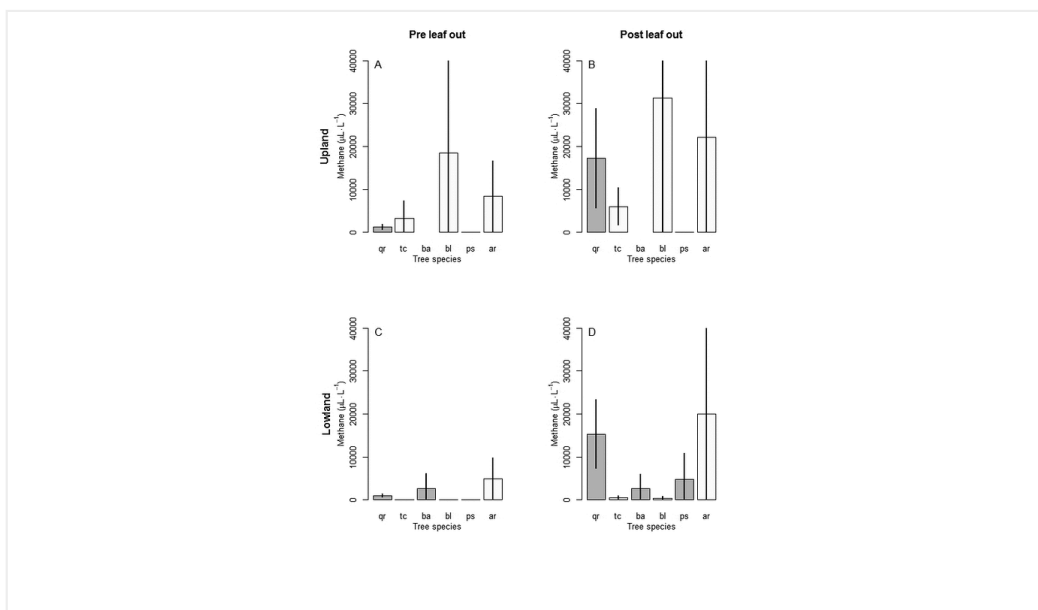 Pre leaf out
Post leaf out
Upland
A
Methane (µL·L⁻¹)
40000
30000
20000
10000
0
qr tc ba bl ps ar
Tree species
B
Methane (µL·L⁻¹)
40000
30000
20000
10000
0
qr tc ba bl ps ar
Tree species
Lowland
C
Methane (µL·L⁻¹)
40000
30000
20000
10000
0
qr tc ba bl ps ar
Tree species
D
Methane (µL·L⁻¹)
40000
30000
20000
10000
0
qr tc ba bl ps ar
Tree species